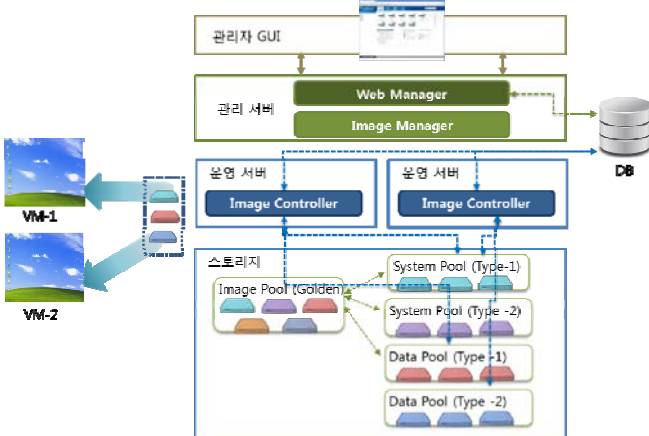 관리자 GUI
관리 서버
Web Manager
Image Manager
DB
운영 서버
Image Controller
운영 서버
Image Controller
VM-1
VM-2
스토리지
Image Pool (Golden)
System Pool (Type-1)
System Pool (Type -2)
Data Pool (Type -1)
Data Pool (Type -2)